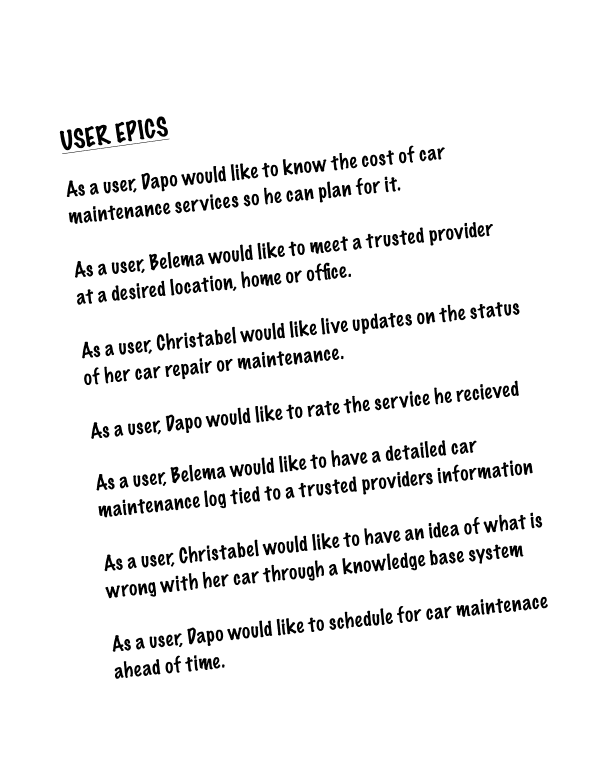 USER EPICS
As a user, Dapo would like to know the cost of car
maintenance services so he can plan for it.
As a user, Belema would like to meet a trusted provider
at a desired location, home or office.
As a user, Christabel would like live updates on the status
of her car repair or maintenance.
As a user, Dapo would like to rate the service he recieved
As a user, Belema would like to have a detailed car
maintenance log tied to a trusted providers information
As a user, Christabel would like to have an idea of what is
wrong with her car through a knowledge base system
As a user, Dapo would like to schedule for car maintenace
ahead of time.